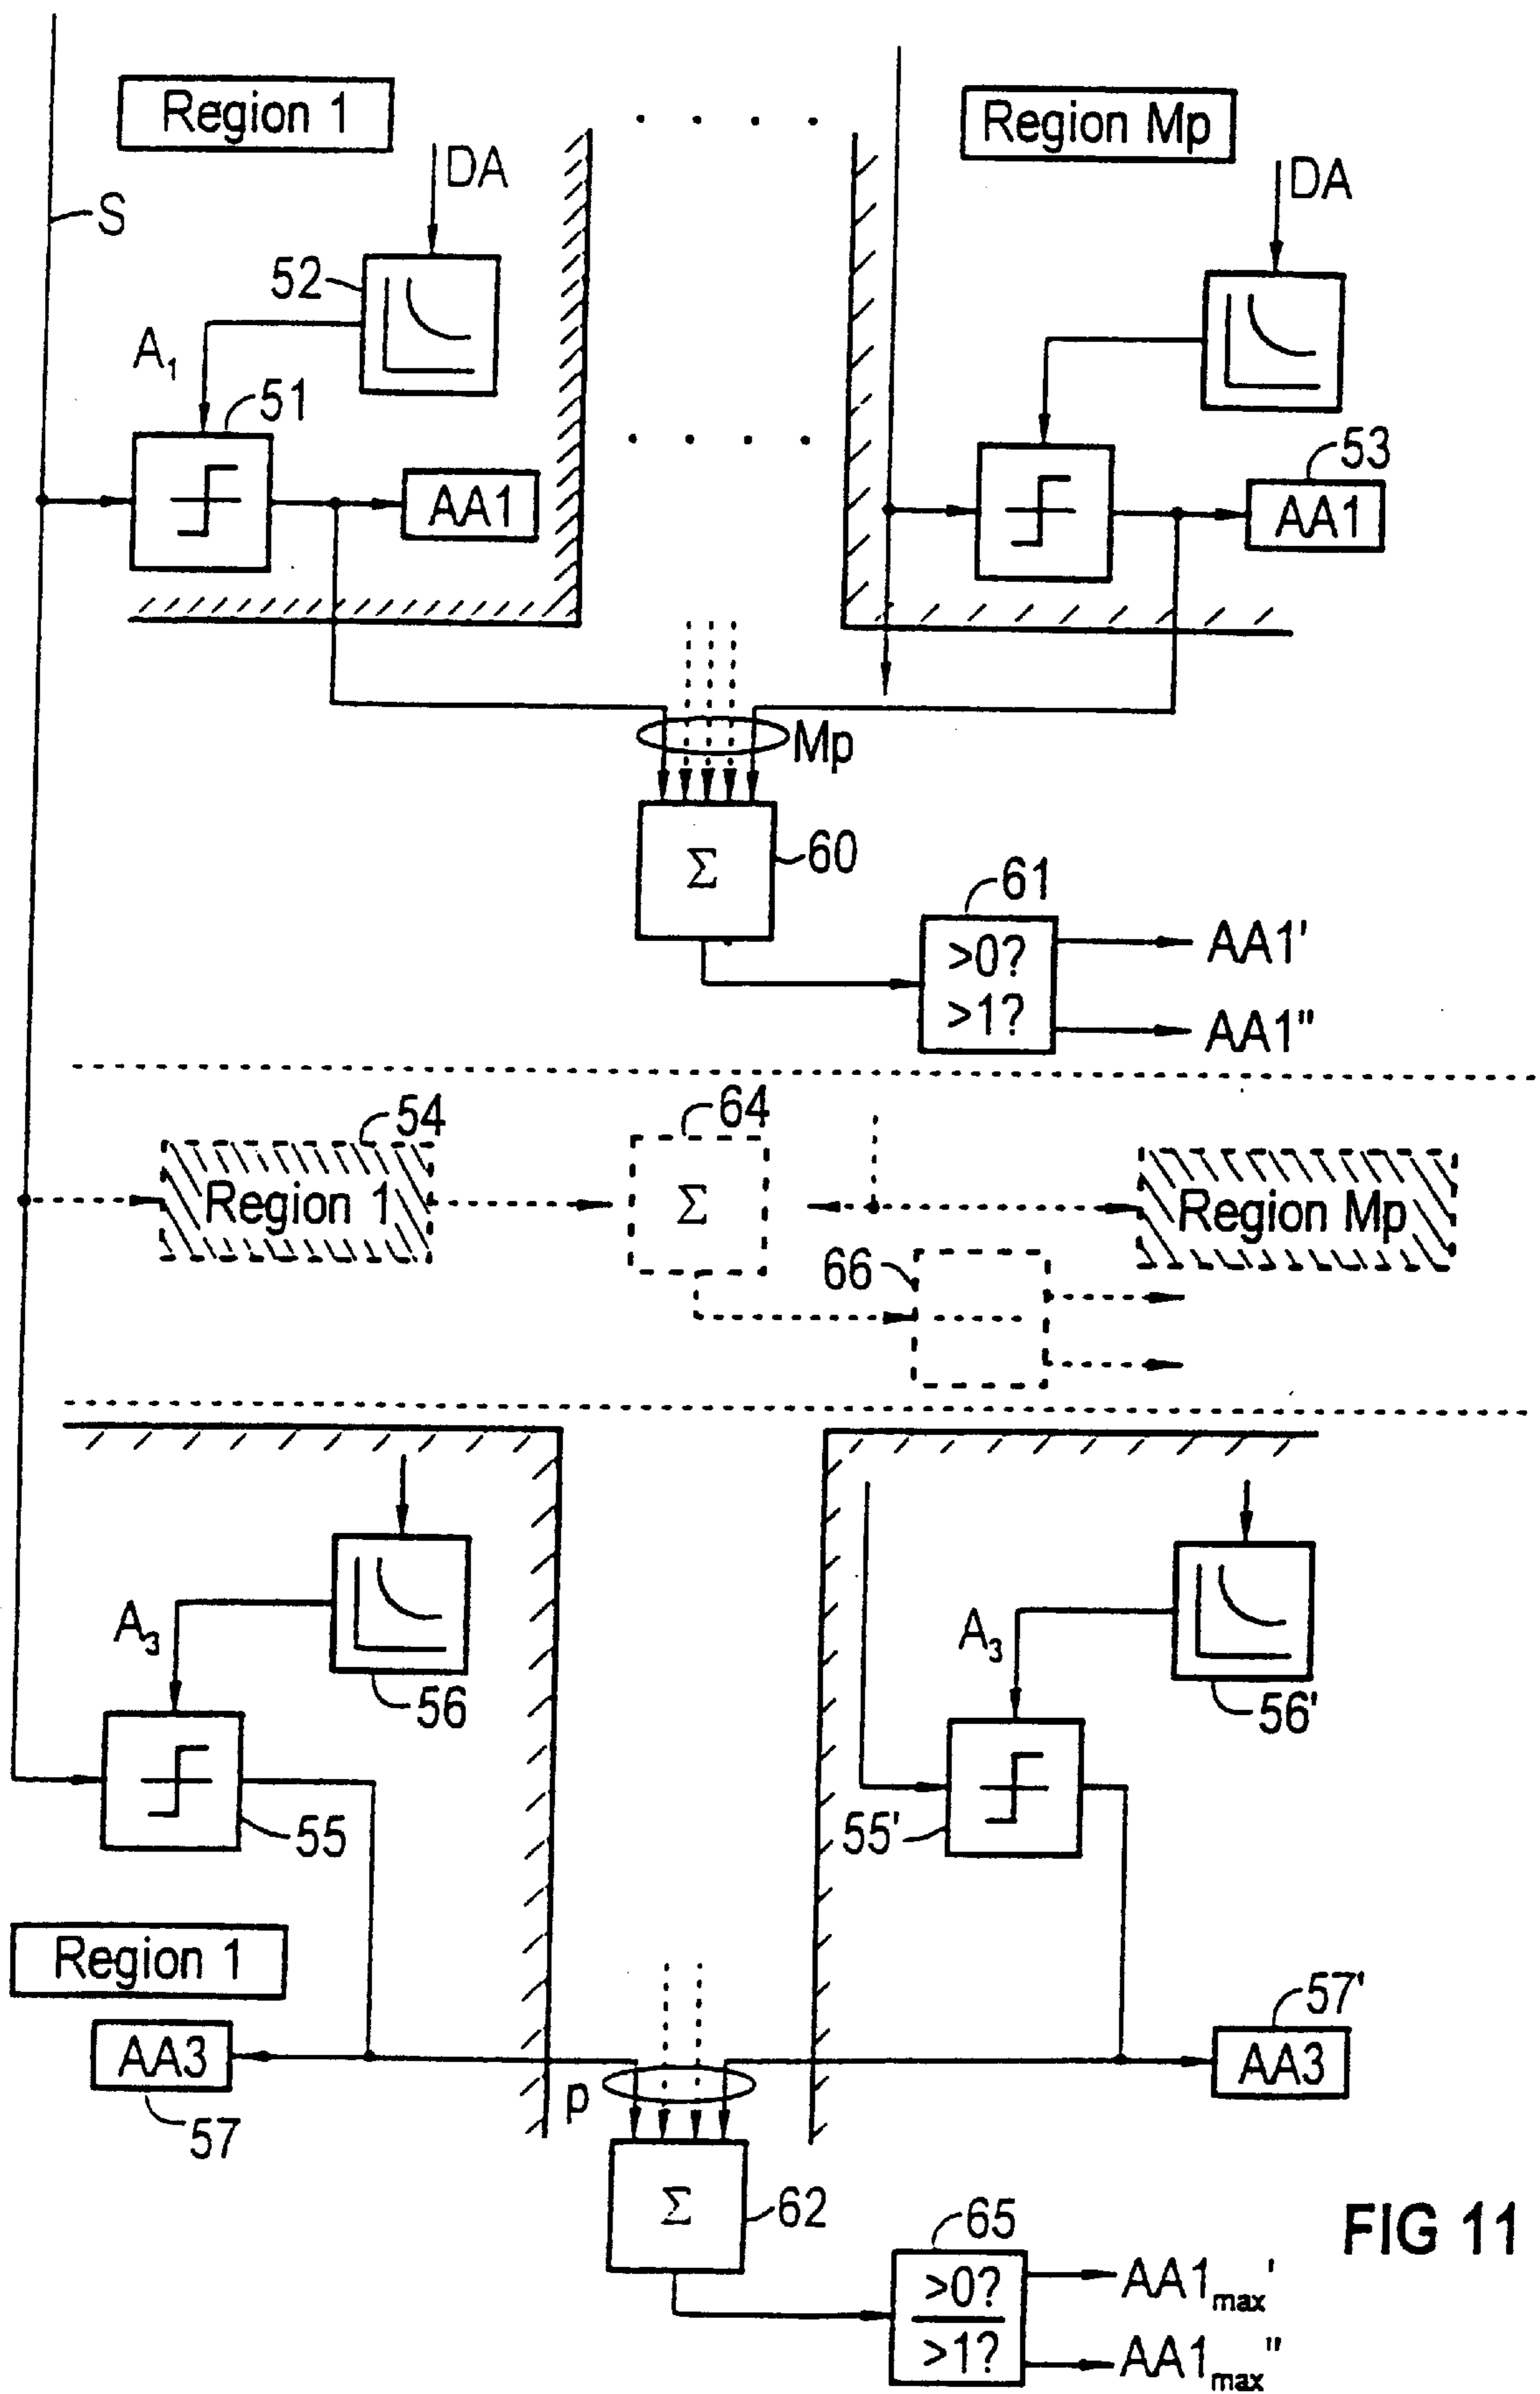 Region 1
Region Mp
DA
DA
S
52
A1
51
53
AA1
AA1
Mp
Σ
60
61
>0?
>1?
AA1'
AA1"
54
64
Region 1
Σ
Region Mp
66
A3
A3
56
56'
55
55'
Region 1
57'
AA3
AA3
57
p
Σ
62
65
>0?
>1?
AA1max'
AA1max"
FIG 11